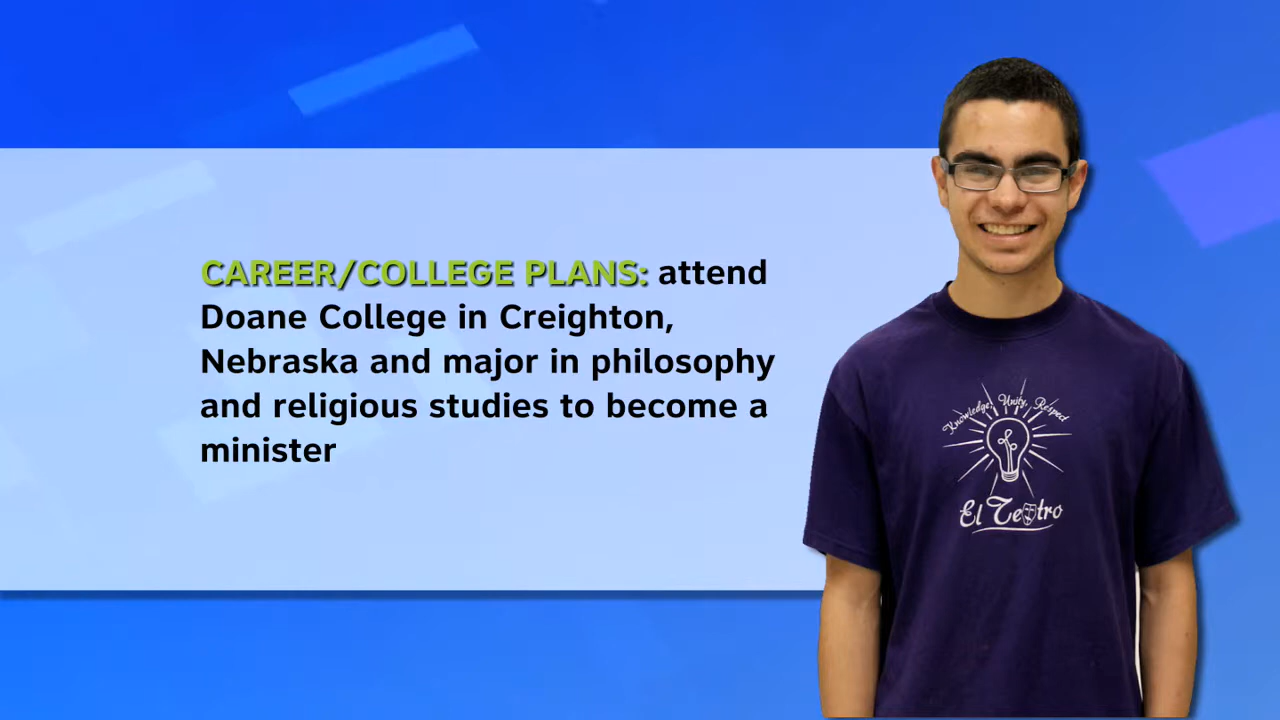 CAREER/COLLEGE PLANS: attend
Doane College in Creighton,
Nebraska and major in philosophy
and religious studies to become a
minister
Knowledge, Unity, Respect
El Teatro